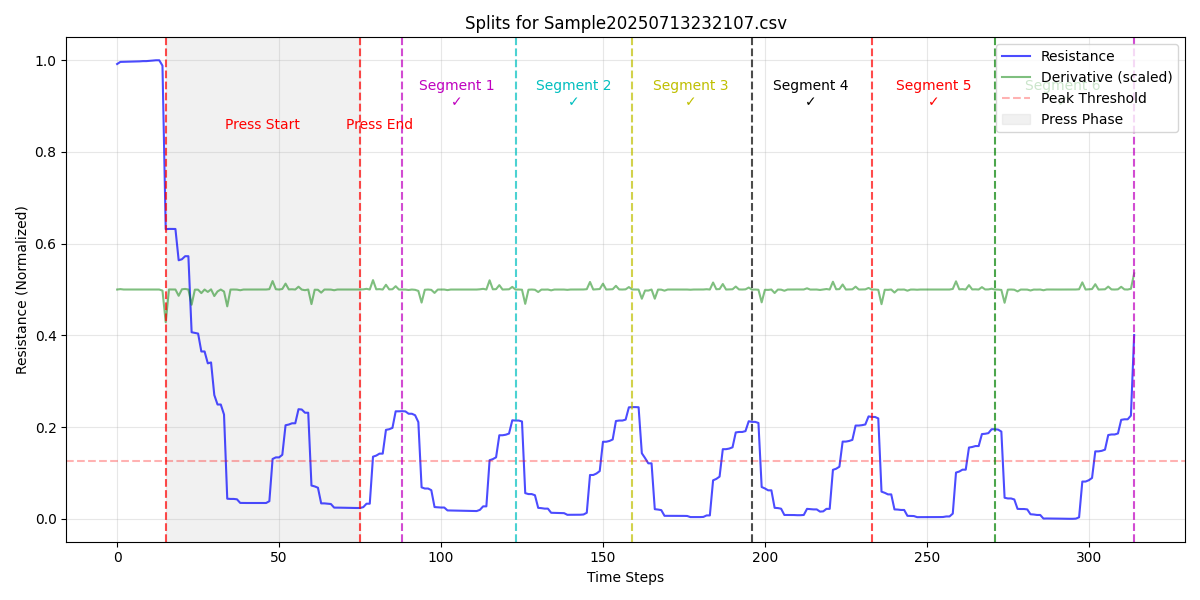 Splits for Sample20250713232107.csv
Resistance
Derivative (scaled)
Peak Threshold
Press Phase
Segment 1
✓
Segment 2
✓
Segment 3
✓
Segment 4
✓
Segment 5
✓
Segment 6
Press Start
Press End
Resistance (Normalized)
1.0
0.8
0.6
0.4
0.2
0.0
0 50 100 150 200 250 300
Time Steps